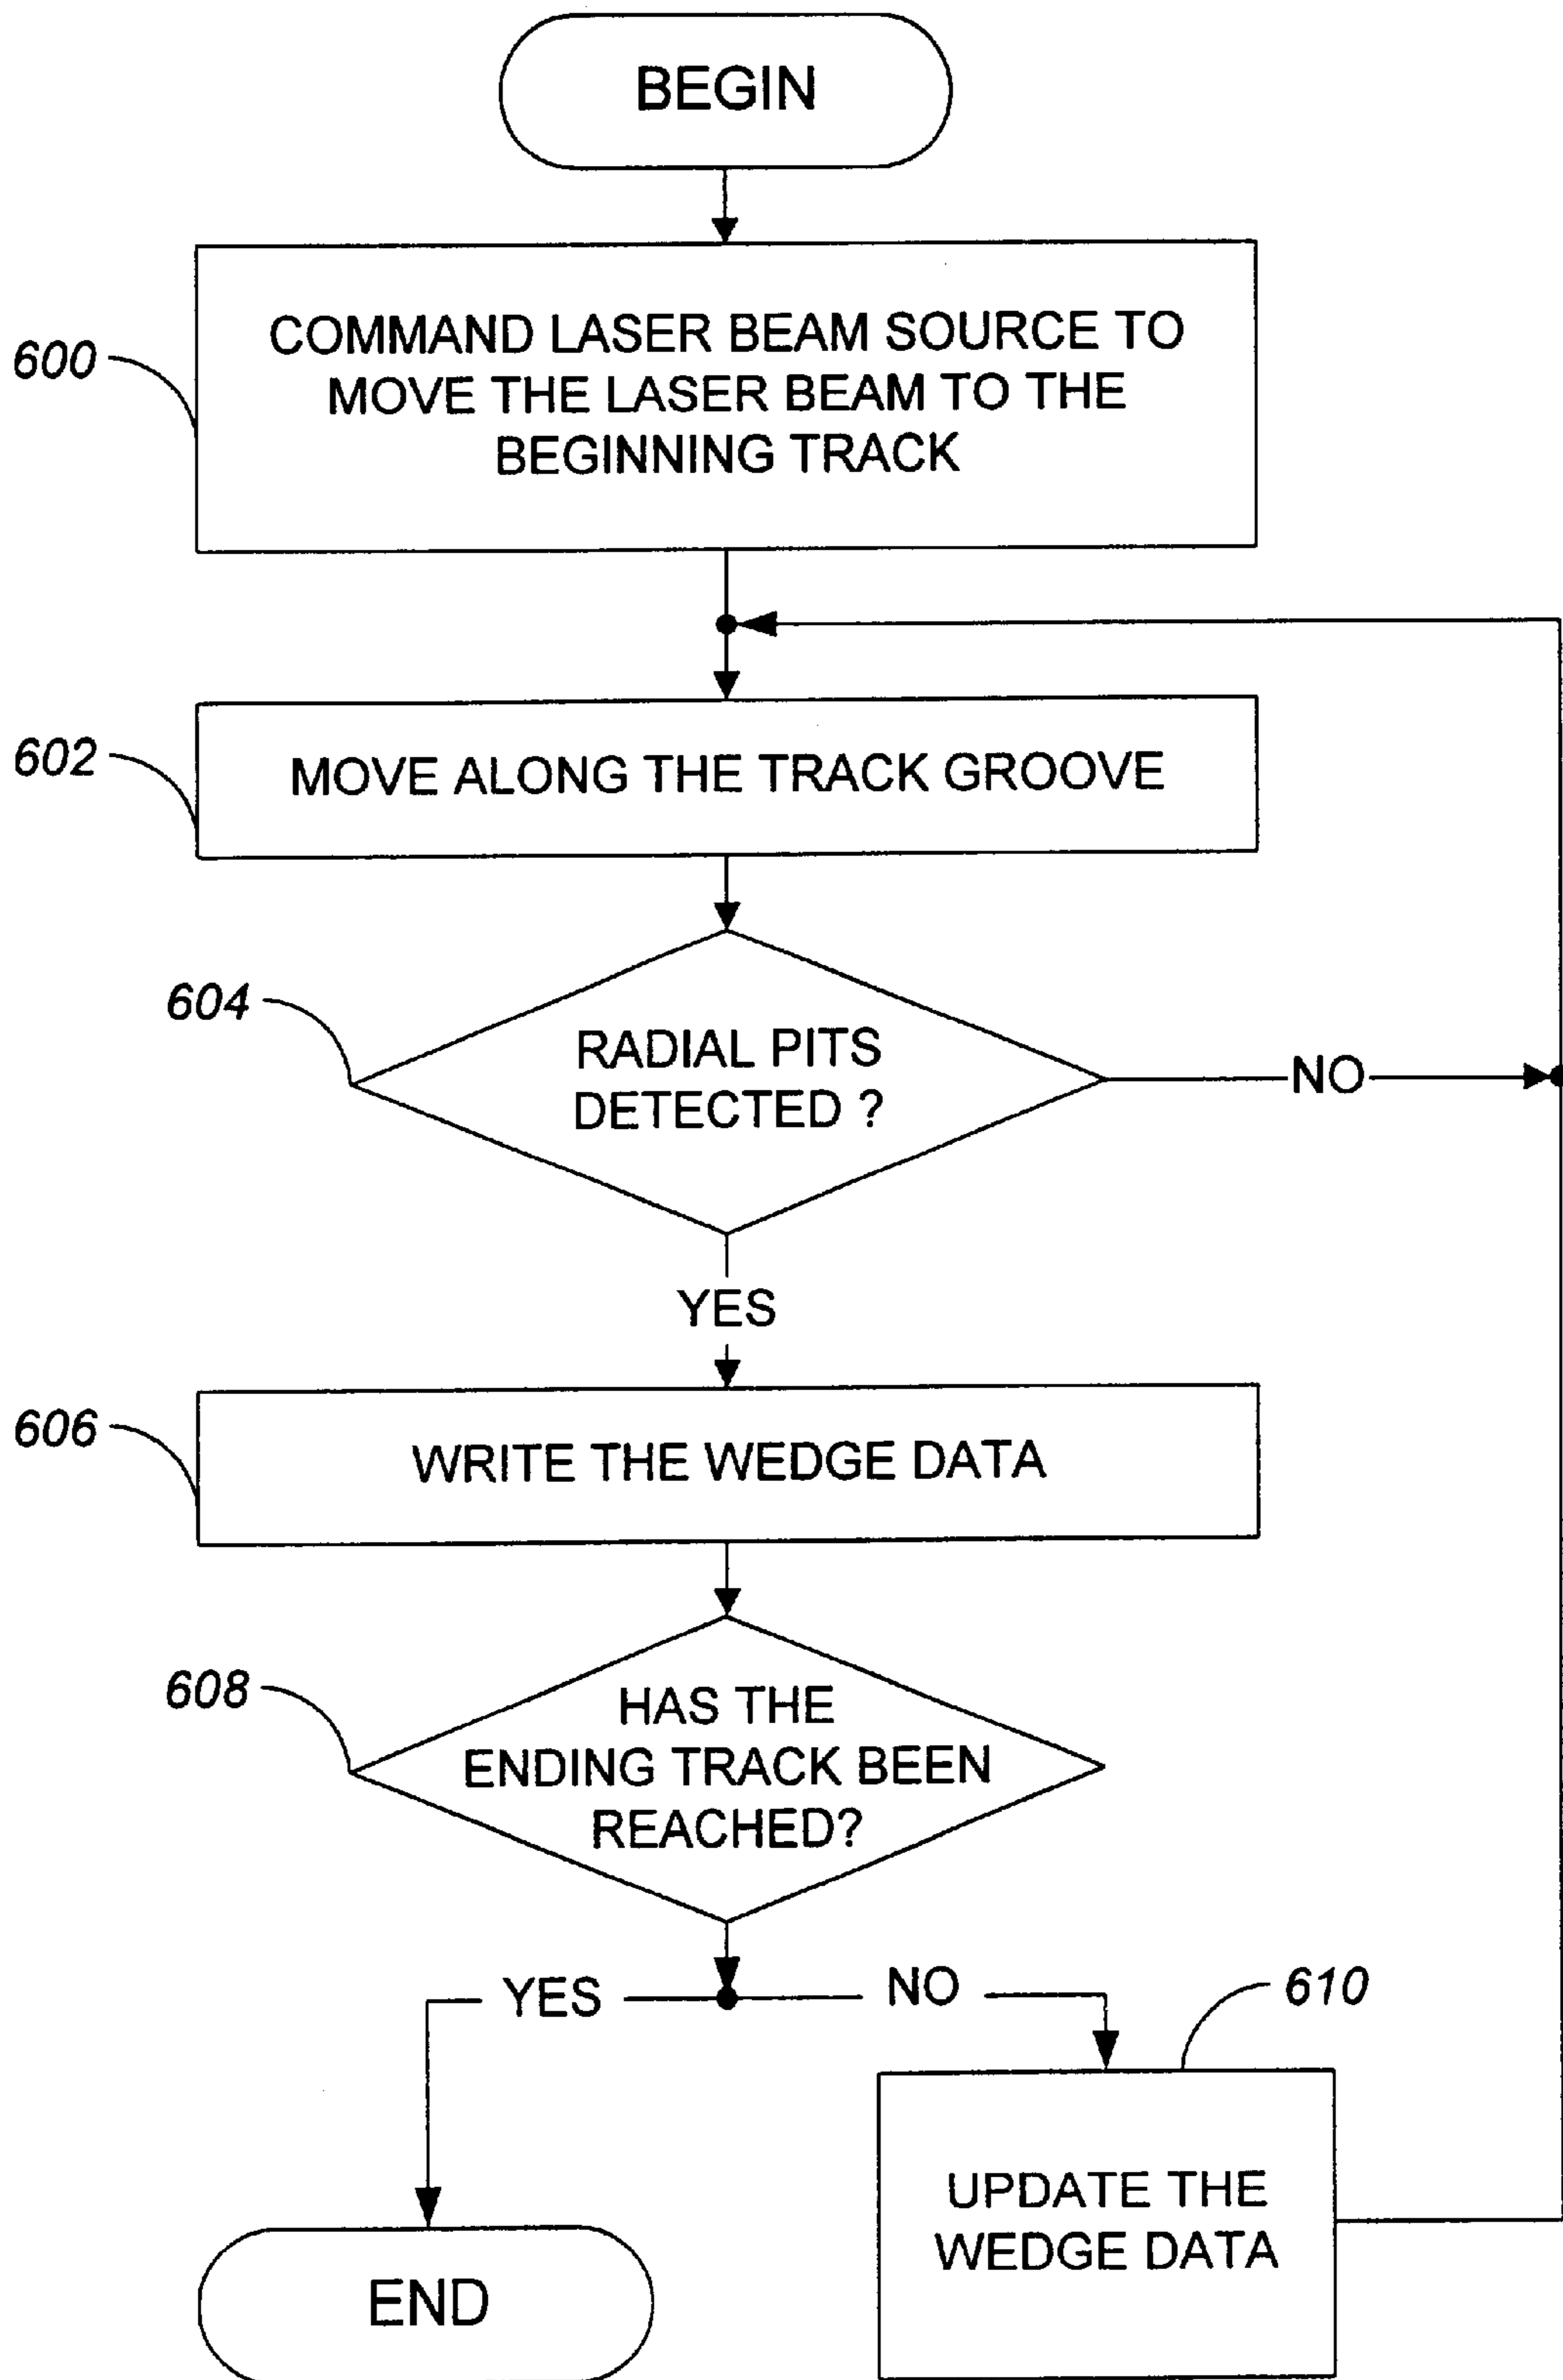 BEGIN
600
COMMAND LASER BEAM SOURCE TO
MOVE THE LASER BEAM TO THE
BEGINNING TRACK
602
MOVE ALONG THE TRACK GROOVE
604
RADIAL PITS
DETECTED ?
NO
YES
606
WRITE THE WEDGE DATA
608
HAS THE
ENDING TRACK BEEN
REACHED?
YES
NO
610
UPDATE THE
WEDGE DATA
END